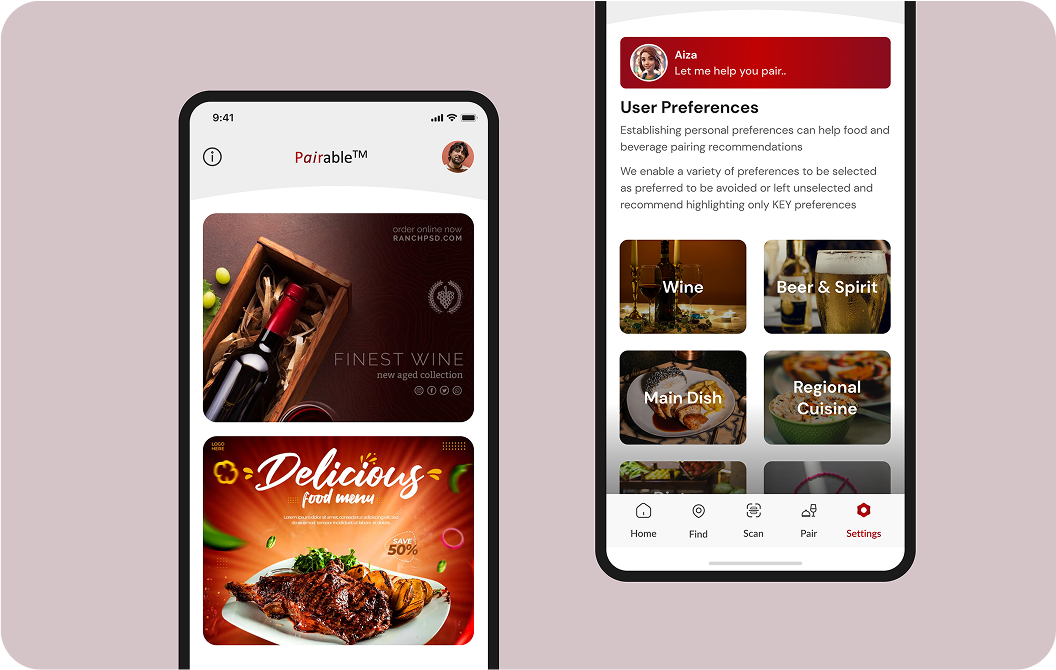 9:41
Pairable™
order online now
RANCHPSD.COM
FINEST WINE
new aged collection
LOGO
HERE
Delicious
food menu
Lorem ipsum dolor sit amet, consectetur adipiscing elit, sed
do eiusmod tempor incididunt ut labore et dolore
SAVE
50%
Aiza
Let me help you pair..
User Preferences
Establishing personal preferences can help food and
beverage pairing recommendations
We enable a variety of preferences to be selected
as preferred to be avoided or left unselected and
recommend highlighting only KEY preferences
Wine
Beer & Spirit
Main Dish
Regional
Cuisine
Home
Find
Scan
Pair
Settings